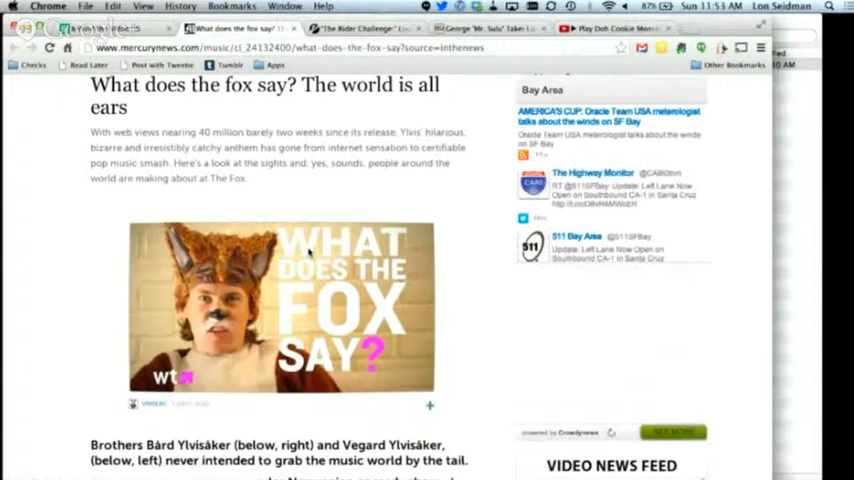 Chrome File Edit View History Bookmarks Window Help 87% Sun 11:53 AM Lon Seidman
What does the fox say? Th
"The Rider Challenge" Liv
George "Mr. Sulu" Takei L
Play Doh Cookie Monst
www.mercurynews.com/music/ci_24132400/what-does-the-fox-say?source=inthenews
Checks Read Later Post with Tweetie Tumblr Apps Other Bookmarks
10 AM
What does the fox say? The world is all
ears
With web views nearing 40 million barely two weeks since its release, Ylvis' hilarious,
bizarre and irresistibly catchy anthem has gone from internet sensation to certifiable
pop music smash. Here's a look at the sights and, yes, sounds, people around the
world are making about at The Fox.
WHAT
DOES THE
FOX
SAY?
wt
Brothers Bård Ylvisåker (below, right) and Vegard Ylvisåker,
(below, left) never intended to grab the music world by the tail.
Bay Area
AMERICA'S CUP: Oracle Team USA meterologist
talks about the winds on SF Bay
Oracle Team USA meterologist talks about the winds
on SF Bay
The Highway Monitor
RT @511SFBay: Update: Left Lane Now
Open on Southbound CA-1 in Santa Cruz
511
511 Bay Area @511SFBay
Update: Left Lane Now Open on
Southbound CA-1 in Santa Cruz
powered by Crowdynews
SEE MORE
VIDEO NEWS FEED